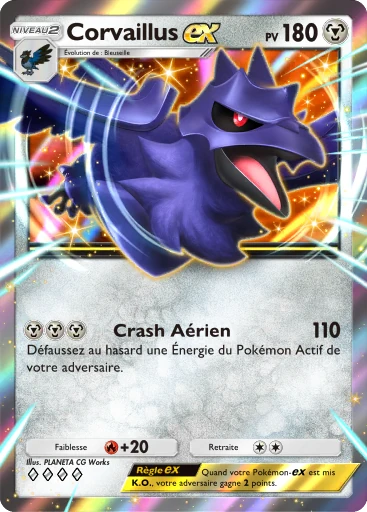 NIVEAU2
Corvaillus ex
PV 180
Évolution de : Bleuseille
Crash Aérien 110
Défaussez au hasard une Énergie du Pokémon Actif de
votre adversaire.
Faiblesse +20
Retraite
Illus. PLANETA CG Works
Règle ex
Quand votre Pokémon-ex est mis
K.O., votre adversaire gagne 2 points.